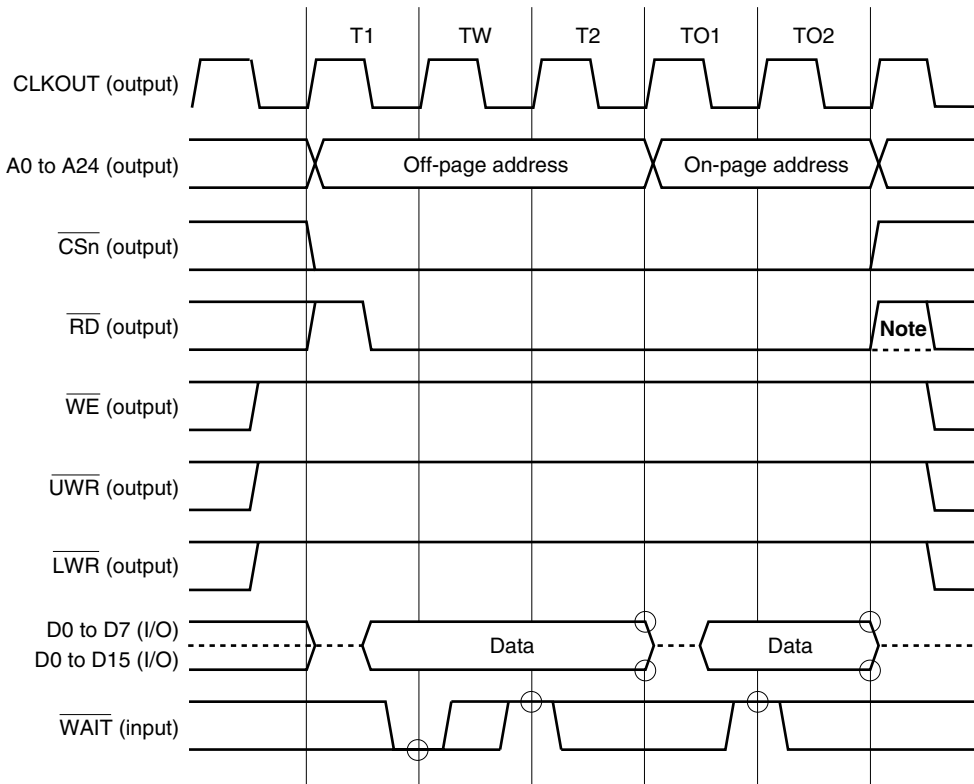 T1 TW T2 TO1 TO2
CLKOUT (output)
A0 to A24 (output) Off-page address On-page address
CSn (output)
RD (output) Note
WE (output)
UWR (output)
LWR (output)
D0 to D7 (I/O)
Data Data
D0 to D15 (I/O)
WAIT (input)